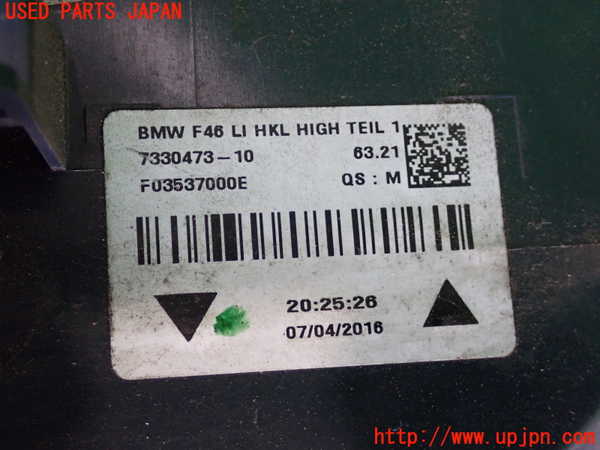 USED PARTS JAPAN
BMW F46 LI HKL HIGH TEIL 1
7330473-10 63.21
F03537000E QS : M
20:25:26
07/04/2016
http://www.upjpn.com/